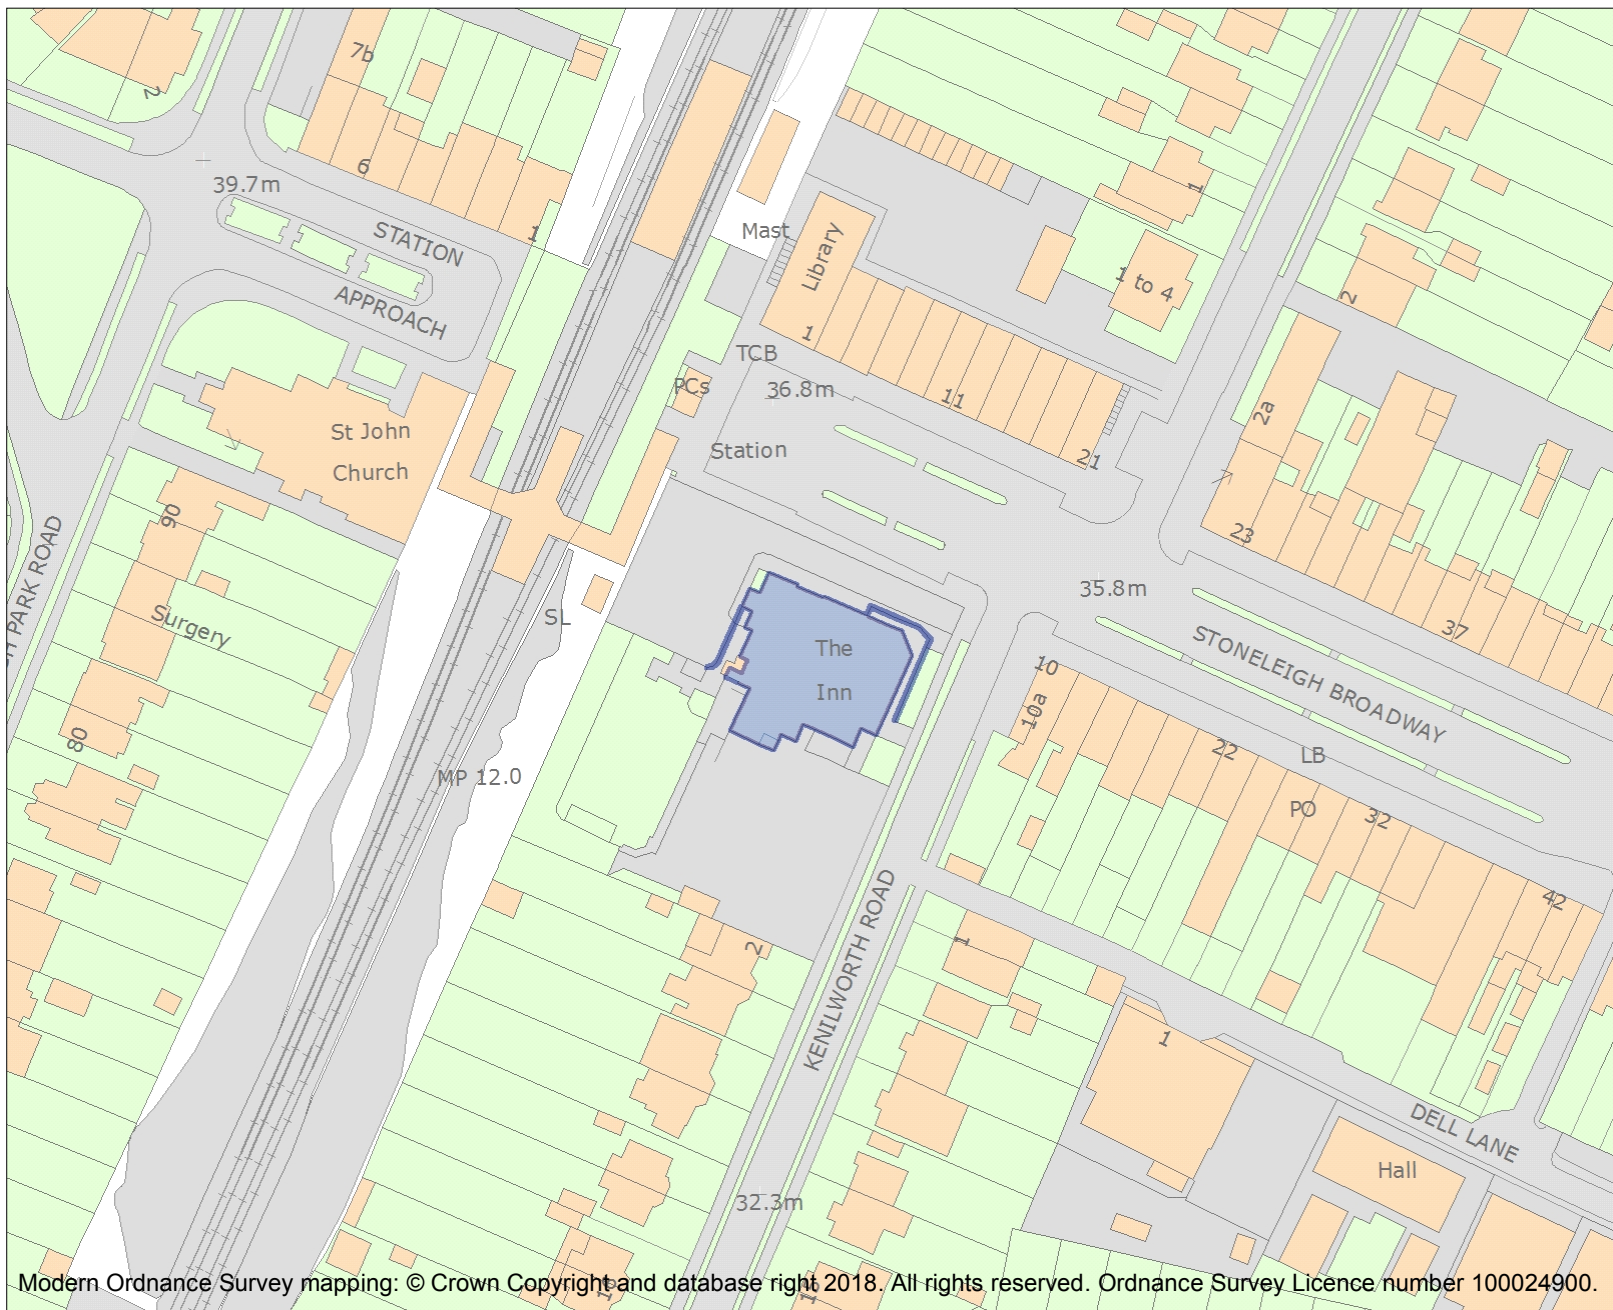 7b
2
6
39.7m
STATION
1
APPROACH
Mast
Library
1
1 to 4
2
1
TCB
PCs
36.8m
11
2a
St John
Church
Station
21
90
23
PARK ROAD
35.8m
Surgery
SL
The
Inn
37
STONELEIGH BROADWAY
10
10a
80
22
LB
MP 12.0
PO
32
42
KENILWORTH ROAD
2
1
1
DELL LANE
Hall
32.3m
Modern Ordnance Survey mapping: © Crown Copyright and database right 2018. All rights reserved. Ordnance Survey Licence number 100024900.